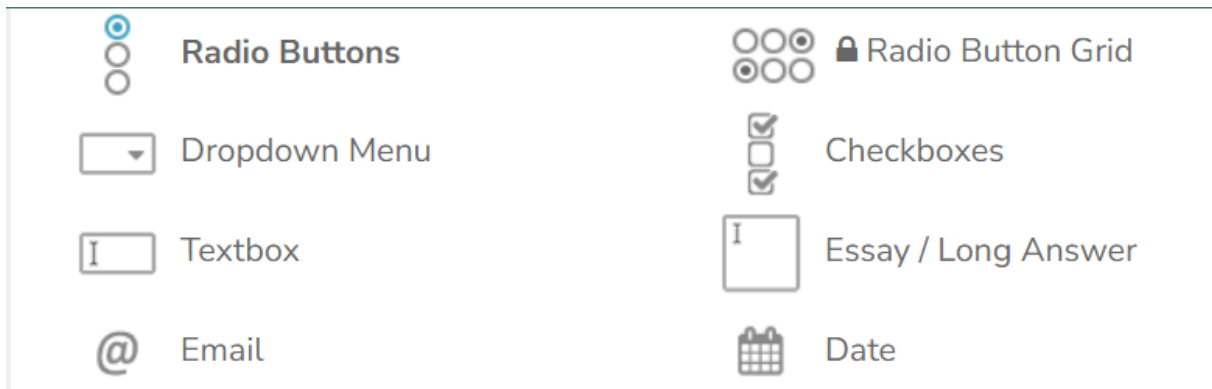 Radio Buttons
Radio Button Grid
Dropdown Menu
Checkboxes
Textbox
Essay / Long Answer
@ Email
Date